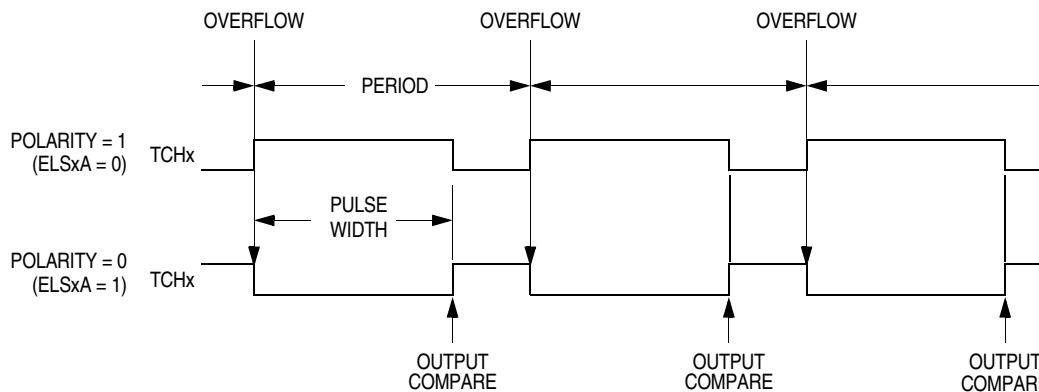 OVERFLOW
OVERFLOW
OVERFLOW
PERIOD
POLARITY = 1
(ELSxA = 0)
TCHx
PULSE
WIDTH
POLARITY = 0
(ELSxA = 1)
TCHx
OUTPUT
COMPARE
OUTPUT
COMPARE
OUTPUT
COMPAR